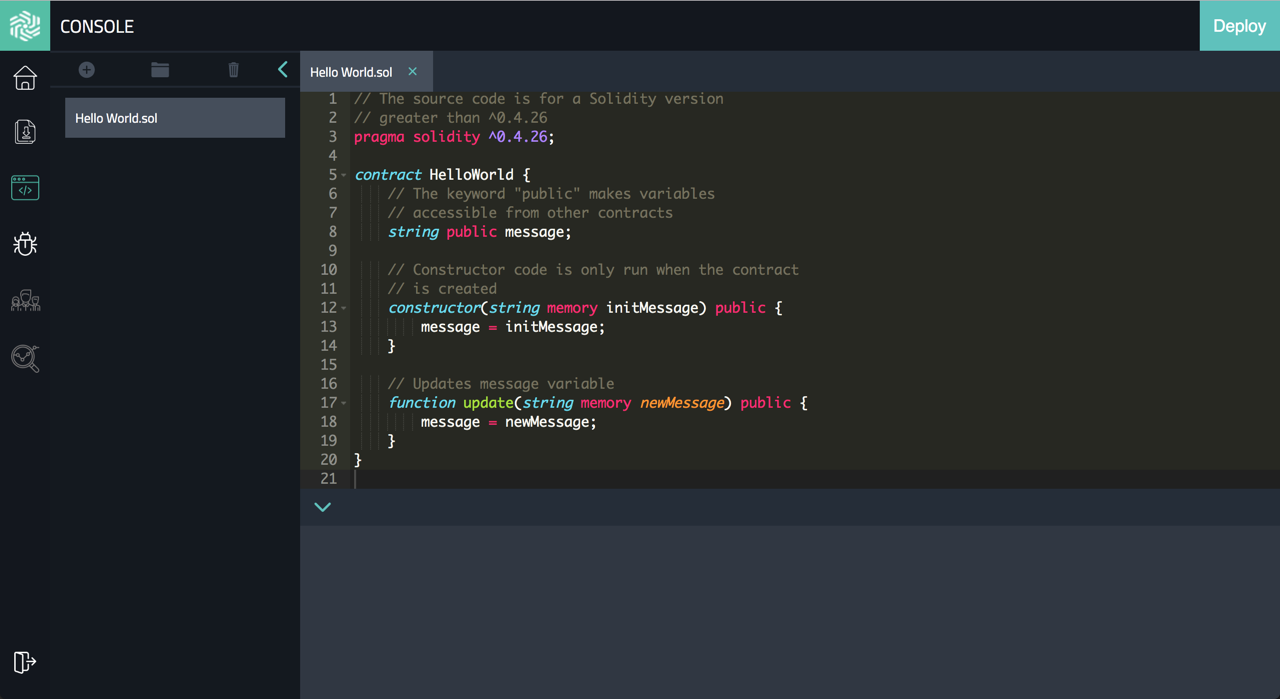 CONSOLE
Deploy
Hello World.sol
Hello World.sol ×
1 // The source code is for a Solidity version
2 // greater than ^0.4.26
3 pragma solidity ^0.4.26;
4
5 contract HelloWorld {
6 // The keyword "public" makes variables
7 // accessible from other contracts
8 string public message;
9
10 // Constructor code is only run when the contract
11 // is created
12 constructor(string memory initMessage) public {
13 message = initMessage;
14 }
15
16 // Updates message variable
17 function update(string memory newMessage) public {
18 message = newMessage;
19 }
20 }
21